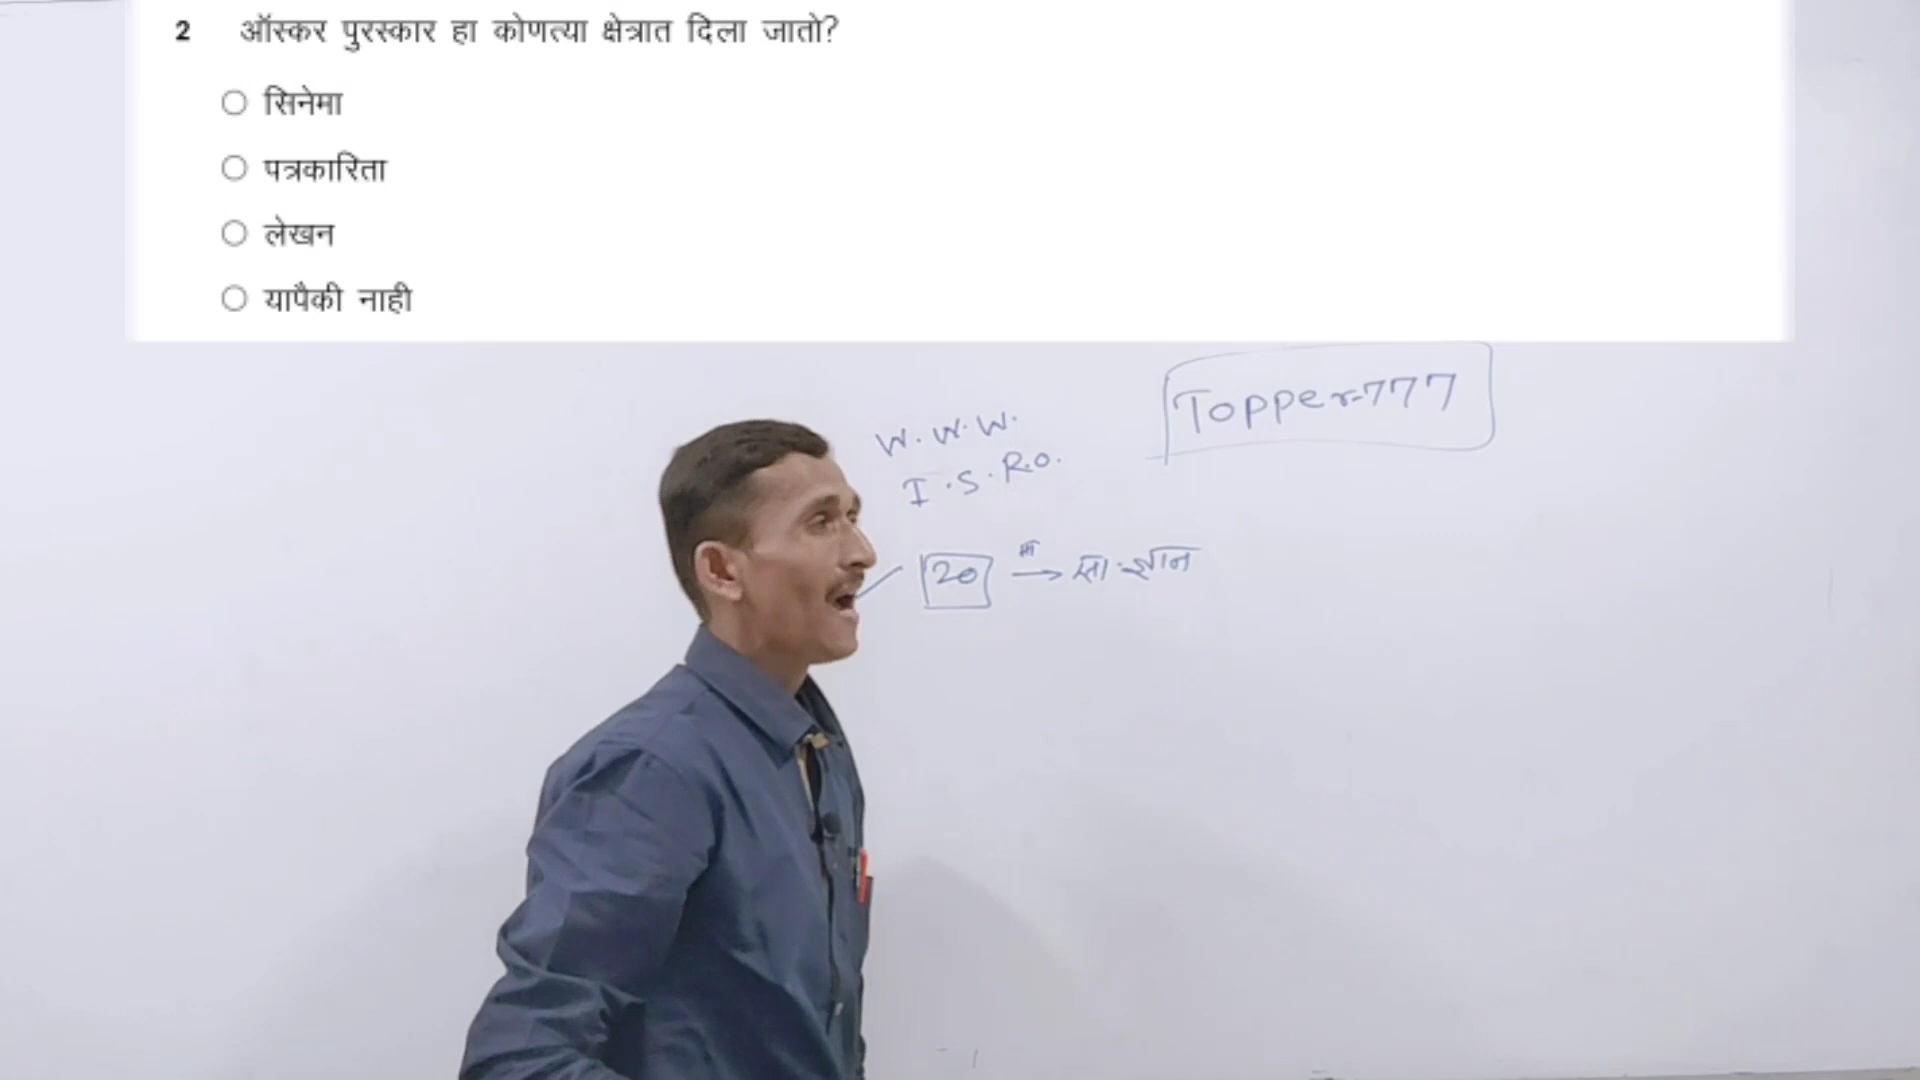 2 ऑस्कर पुरस्कार हा कोणत्या क्षेत्रात दिला जातो?
सिनेमा
पत्रकारिता
लेखन
यापैकी नाही
Topper-777
W.W.W.
I.S.R.O.
20 → सा.ज्ञान